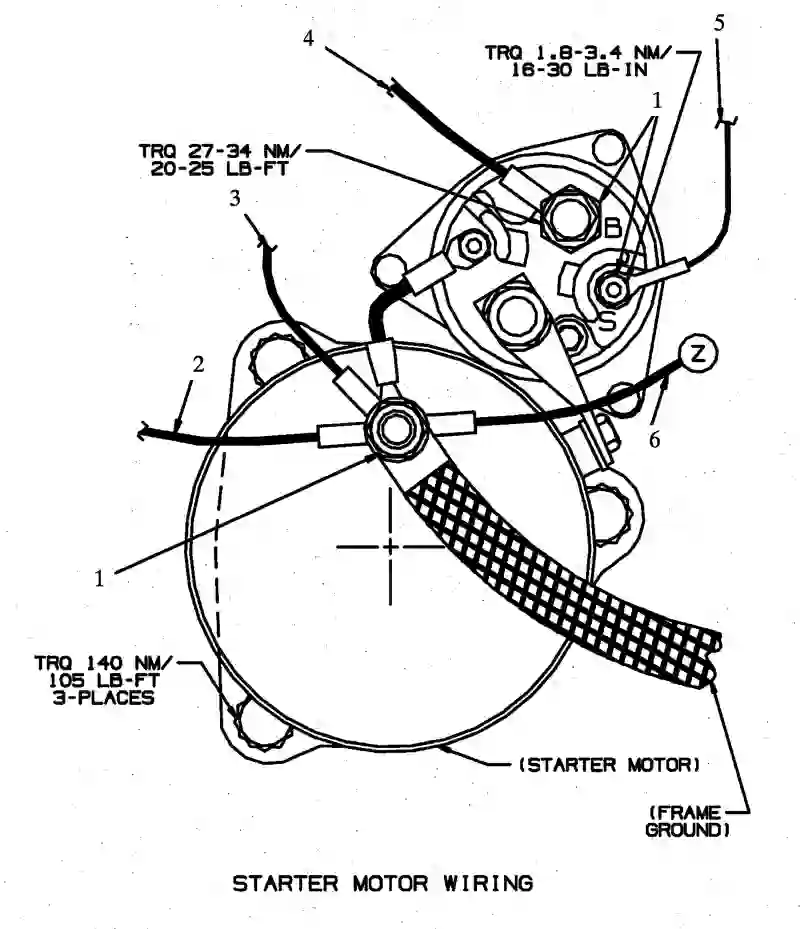 5
4
TRQ 1.8-3.4 NM/
16-30 LB-IN
1
TRQ 27-34 NM/
20-25 LB-FT
3
B
S
2
Z
6
1
TRQ 140 NM/
105 LB-FT
3-PLACES
(STARTER MOTOR)
(FRAME
GROUND)
STARTER MOTOR WIRING